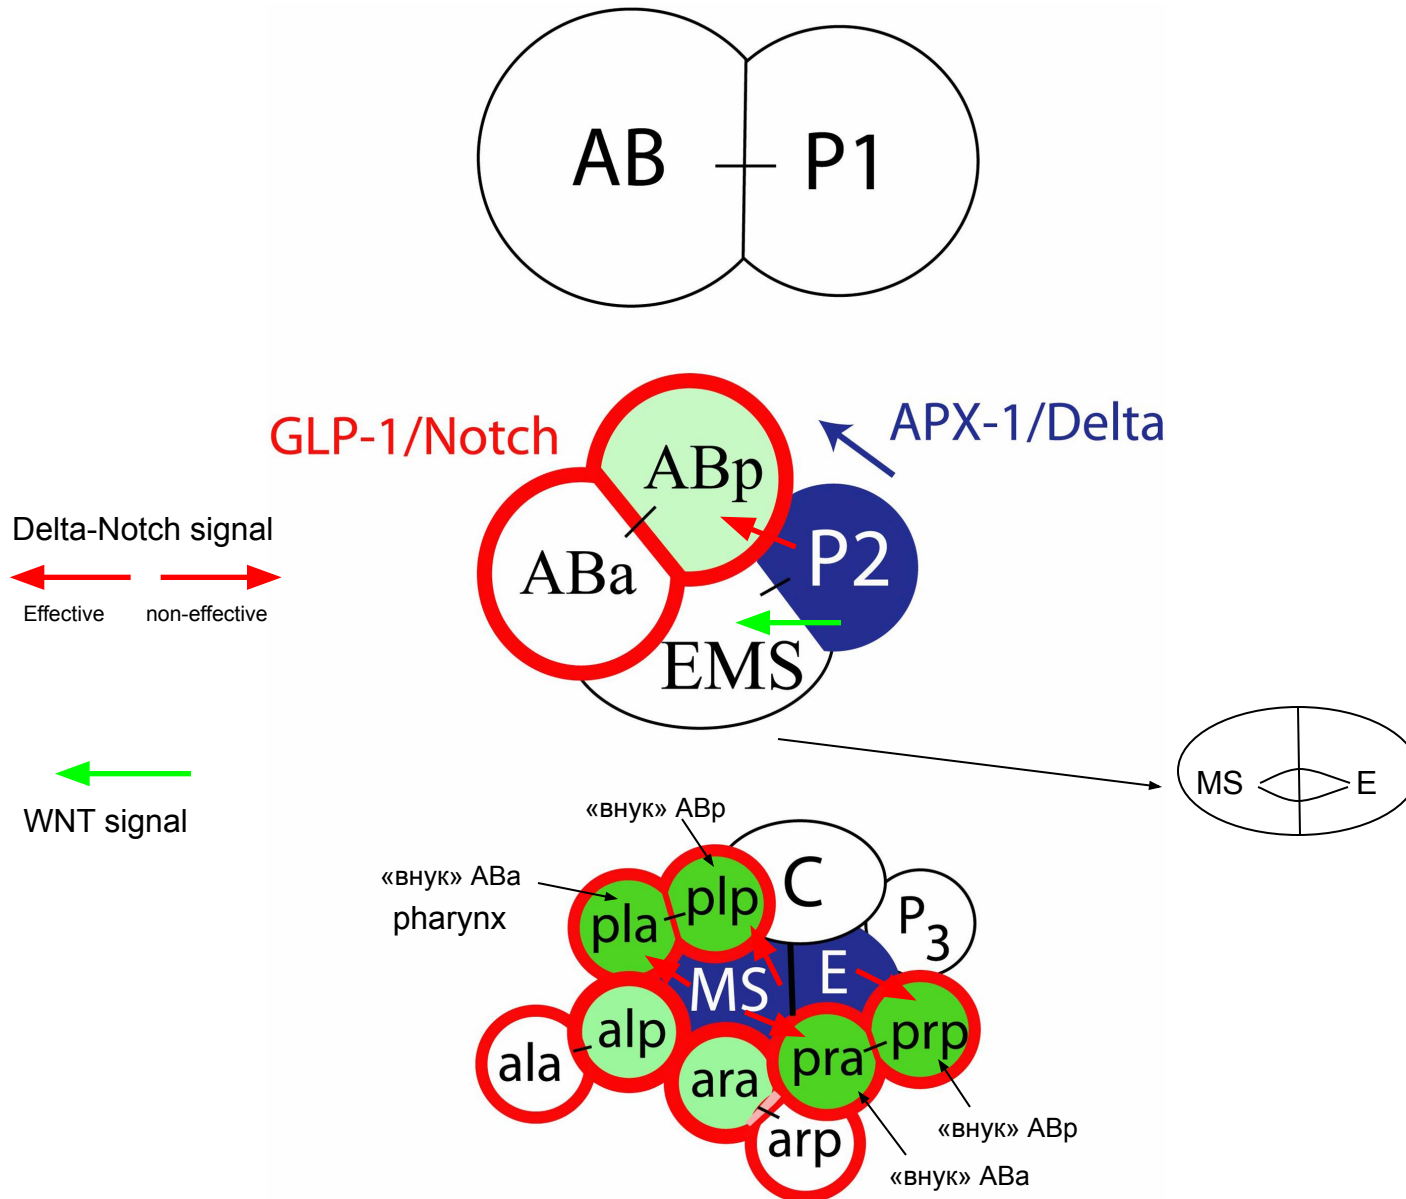 AB
P1
GLP-1/Notch
APX-1/Delta
ABp
Delta-Notch signal
P2
ABa
Effective
non-effective
EMS
MS
E
WNT signal
«внук» ABp
«внук» ABa
pharynx
C
plp
pla
P3
MS
E
alp
prp
pra
ala
ara
arp
«внук» ABp
«внук» ABa